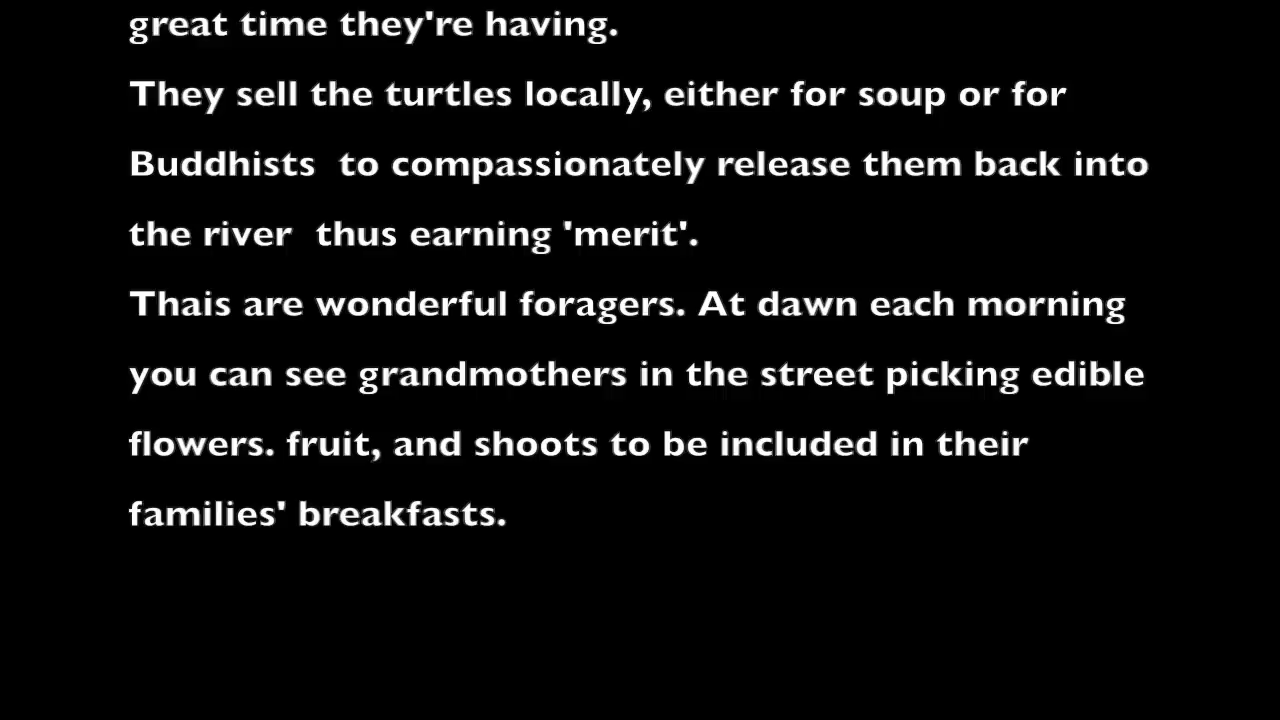 great time they're having.
They sell the turtles locally, either for soup or for
Buddhists  to compassionately release them back into
the river  thus earning 'merit'.
Thais are wonderful foragers. At dawn each morning
you can see grandmothers in the street picking edible
flowers. fruit, and shoots to be included in their
families' breakfasts.